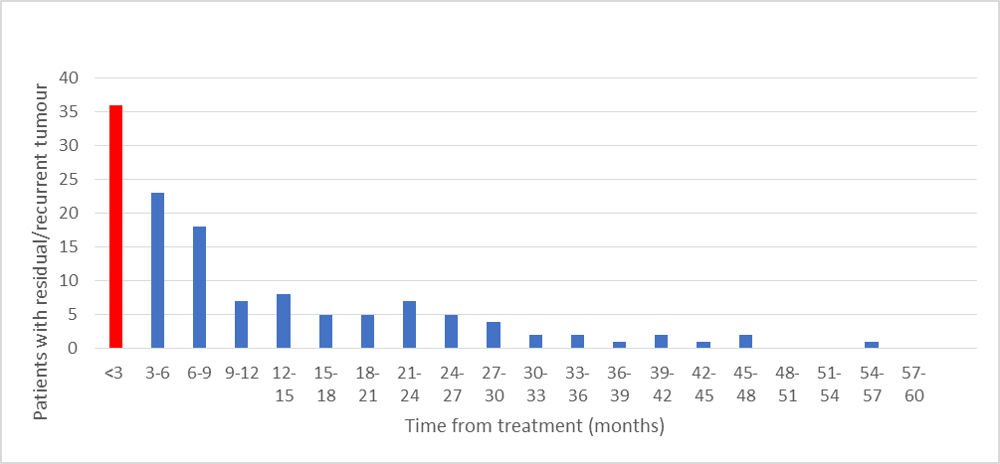 Patients with residual/recurrent tumour
40
35
30
25
20
15
10
5
0
<3 3-6 6-9 9-12 12- 15- 18- 21- 24- 27- 30- 33- 36- 39- 42- 45- 48- 51- 54- 57-
15 18 21 24 27 30 33 36 39 42 45 48 51 54 57 60
Time from treatment (months)